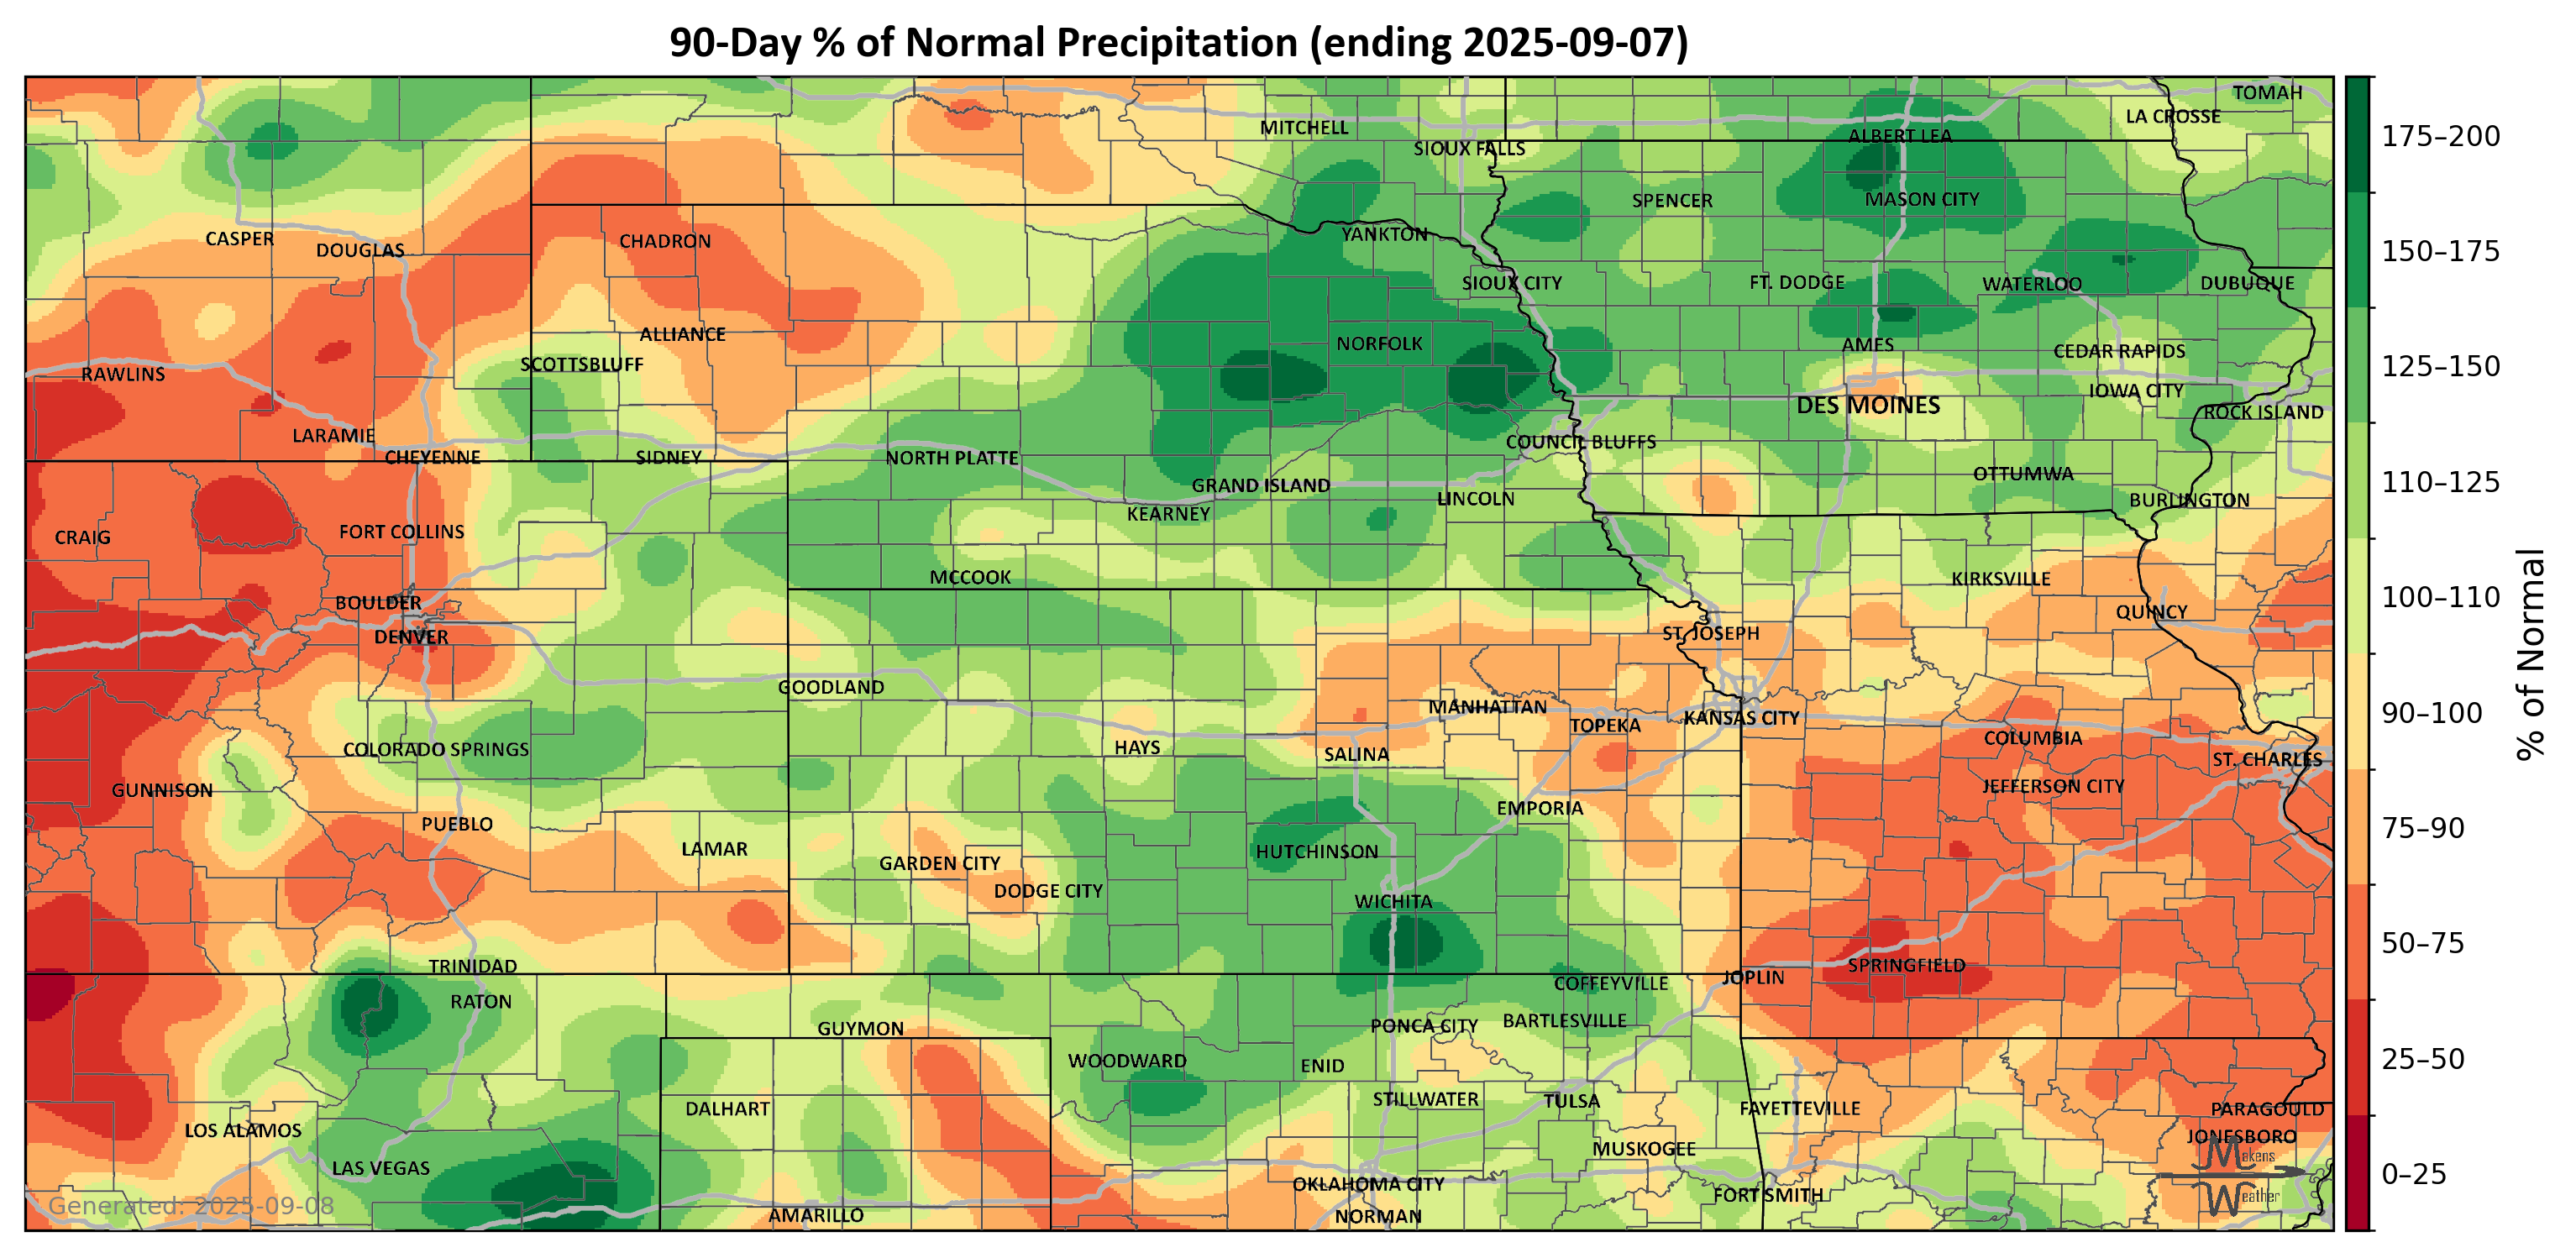 90-Day % of Normal Precipitation (ending 2025-09-07)
TOMAH
LA CROSSE
MITCHELL
ALBERT LEA
SIOUX FALLS
SPENCER
MASON CITY
CASPER
DOUGLAS
CHADRON
YANKTON
SIOUX CITY
FT. DODGE
WATERLOO
DUBUQUE
ALLIANCE
NORFOLK
AMES
CEDAR RAPIDS
SCOTTSBLUFF
RAWLINS
IOWA CITY
DES MOINES
ROCK ISLAND
LARAMIE
COUNCIL BLUFFS
CHEYENNE
SIDNEY
NORTH PLATTE
OTTUMWA
GRAND ISLAND
LINCOLN
BURLINGTON
KEARNEY
FORT COLLINS
CRAIG
MCCOOK
KIRKSVILLE
BOULDER
QUINCY
DENVER
ST. JOSEPH
GOODLAND
MANHATTAN
TOPEKA
KANSAS CITY
COLUMBIA
COLORADO SPRINGS
HAYS
SALINA
ST. CHARLES
GUNNISON
JEFFERSON CITY
EMPORIA
PUEBLO
LAMAR
HUTCHINSON
GARDEN CITY
DODGE CITY
WICHITA
TRINIDAD
SPRINGFIELD
JOPLIN
COFFEYVILLE
RATON
GUYMON
PONCA CITY
BARTLESVILLE
WOODWARD
ENID
DALHART
STILLWATER
TULSA
FAYETTEVILLE
PARAGOULD
LOS ALAMOS
JONESBORO
MUSKOGEE
LAS VEGAS
OKLAHOMA CITY
FORT SMITH
AMARILLO
NORMAN
Makens
Weather
Generated: 2025-09-08
175–200
150–175
125–150
110–125
100–110
90–100
75–90
50–75
25–50
0–25
% of Normal